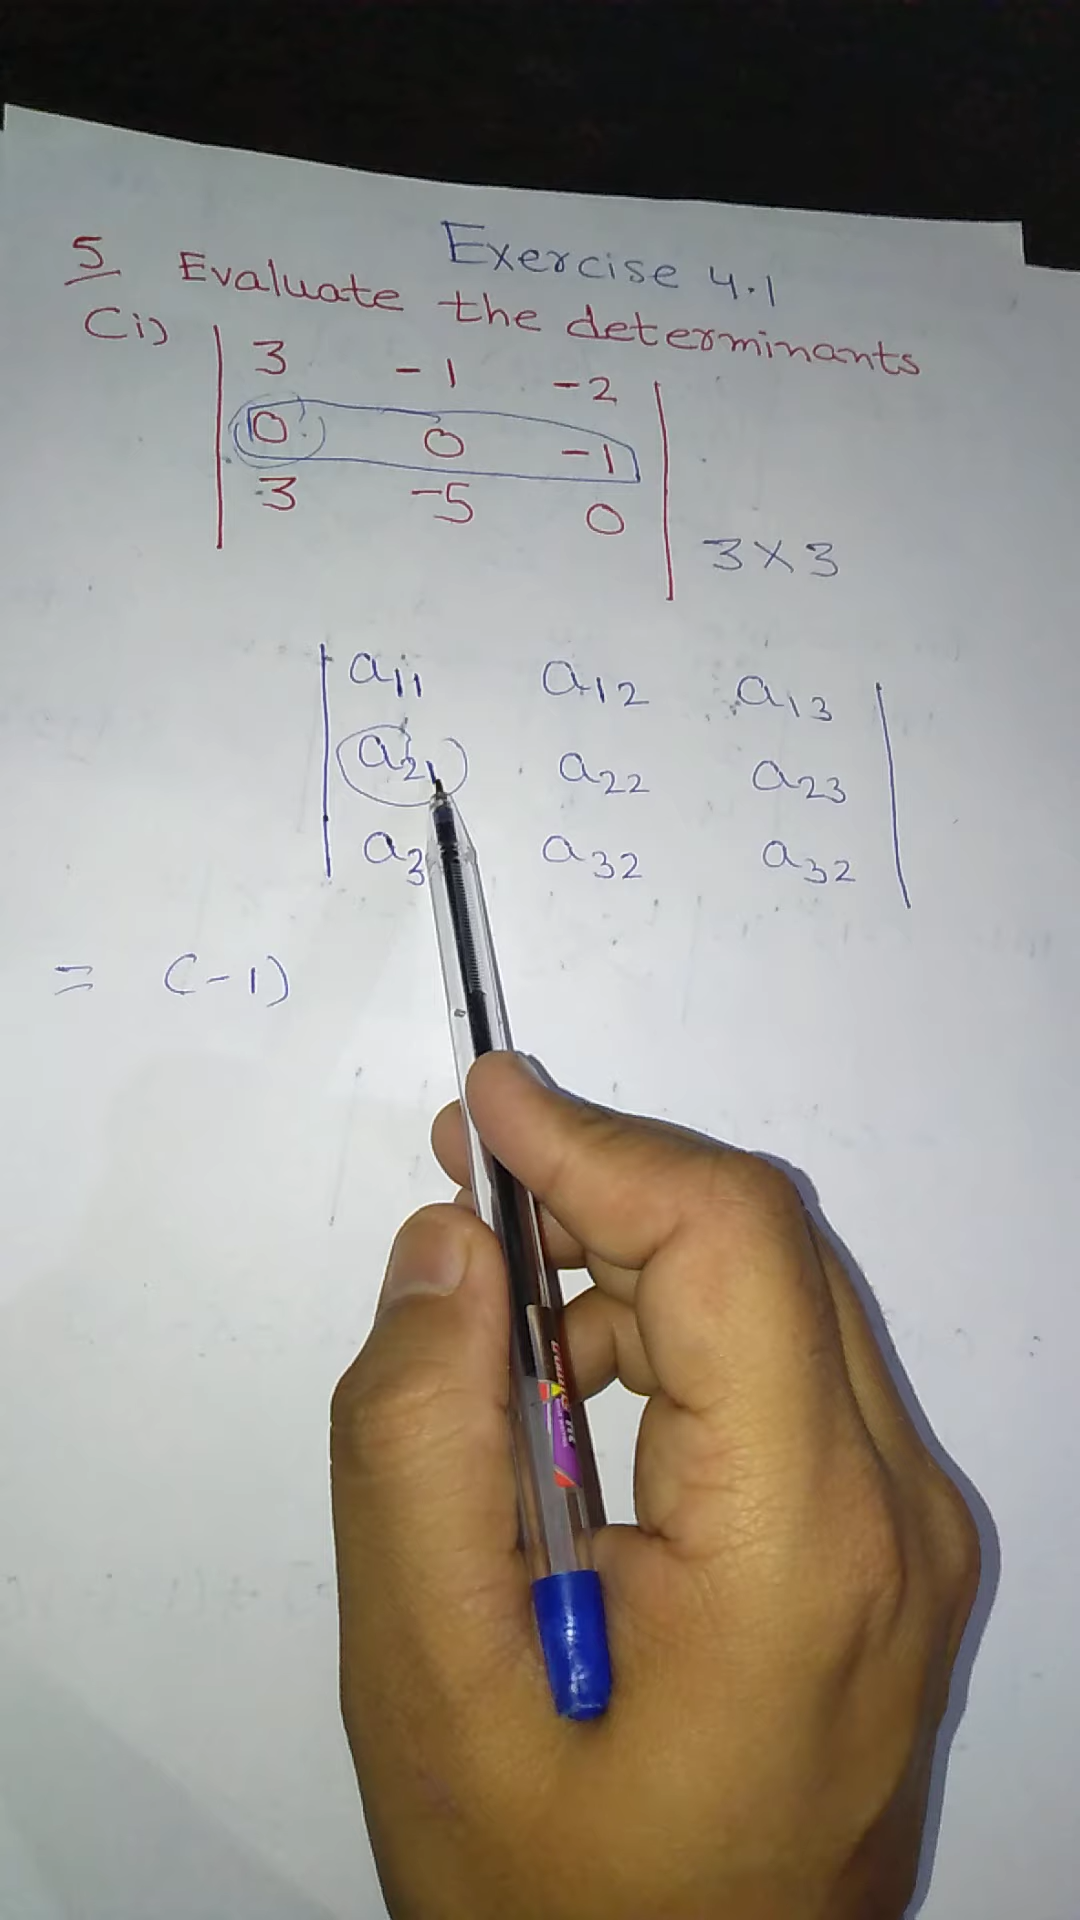 Exercise 4.1
5 Evaluate the determinants
(i) 3 -1 -2
0 0 -1
3 -5 0
3×3
a11 a12 a13
a21 a22 a23
a3 a32 a32
= (-1)